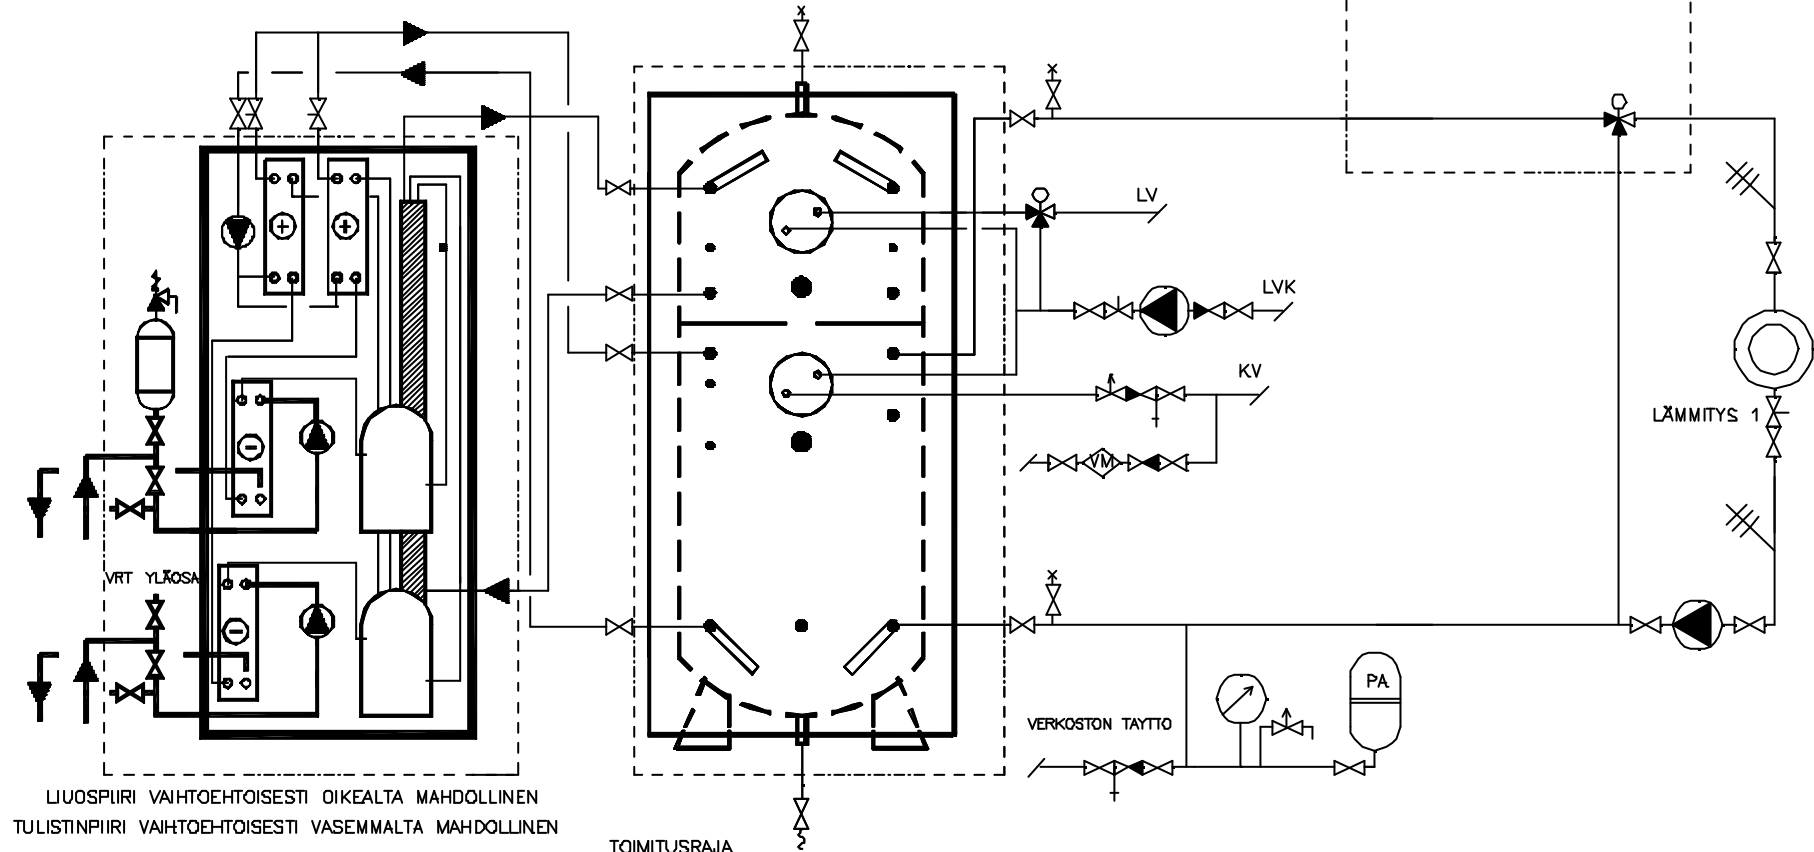 LV
LVK
KV
LÄMMITYS 1
VM
VRT YLÄOSA
PA
VERKOSTON TÄYTTÖ
LIUOSPIIRI VAIHTOEHTOISESTI OIKEALTA MAHDOLLINEN
TULISTINPIIRI VAIHTOEHTOISESTI VASEMMALTA MAHDOLLINEN
TOIMITUSRAJA